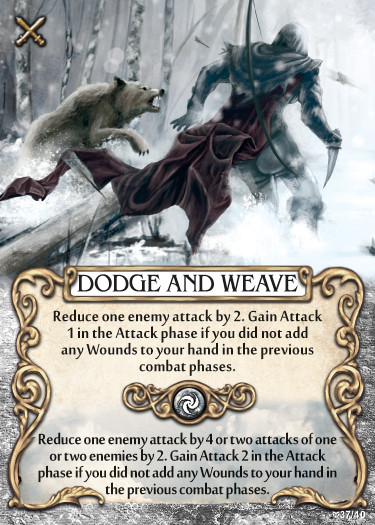 DODGE AND WEAVE
Reduce one enemy attack by 2. Gain Attack
1 in the Attack phase if you did not add
any Wounds to your hand in the previous
combat phases.
Reduce one enemy attack by 4 or two attacks of one
or two enemies by 2. Gain Attack 2 in the Attack
phase if you did not add any Wounds to your hand in
the previous combat phases.
37/40